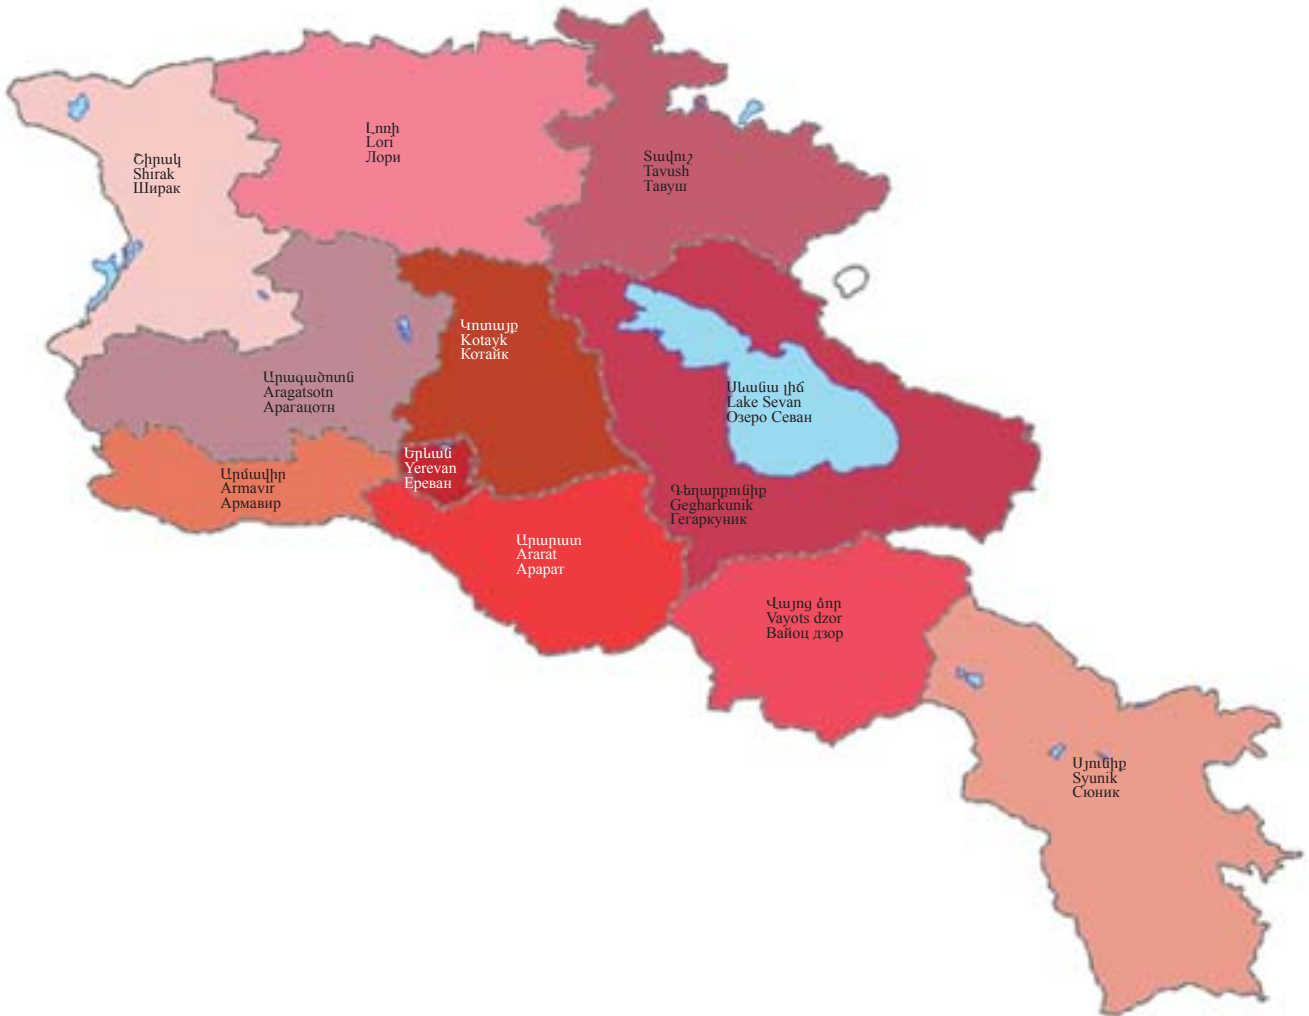 Լոռի
Lori
Лори
Շիրակ
Shirak
Ширак
Տավուշ
Tavush
Тавуш
Կոտայք
Kotayk
Котайк
Արագածոտն
Aragatsotn
Арагацотн
Սևանա լիճ
Lake Sevan
Озеро Севан
Երևան
Yerevan
Ереван
Արմավիր
Armavir
Армавир
Գեղարքունիք
Gegharkunik
Гегаркуник
Արարատ
Ararat
Арарат
Վայոց ձոր
Vayots dzor
Вайоц дзор
Սյունիք
Syunik
Сюник